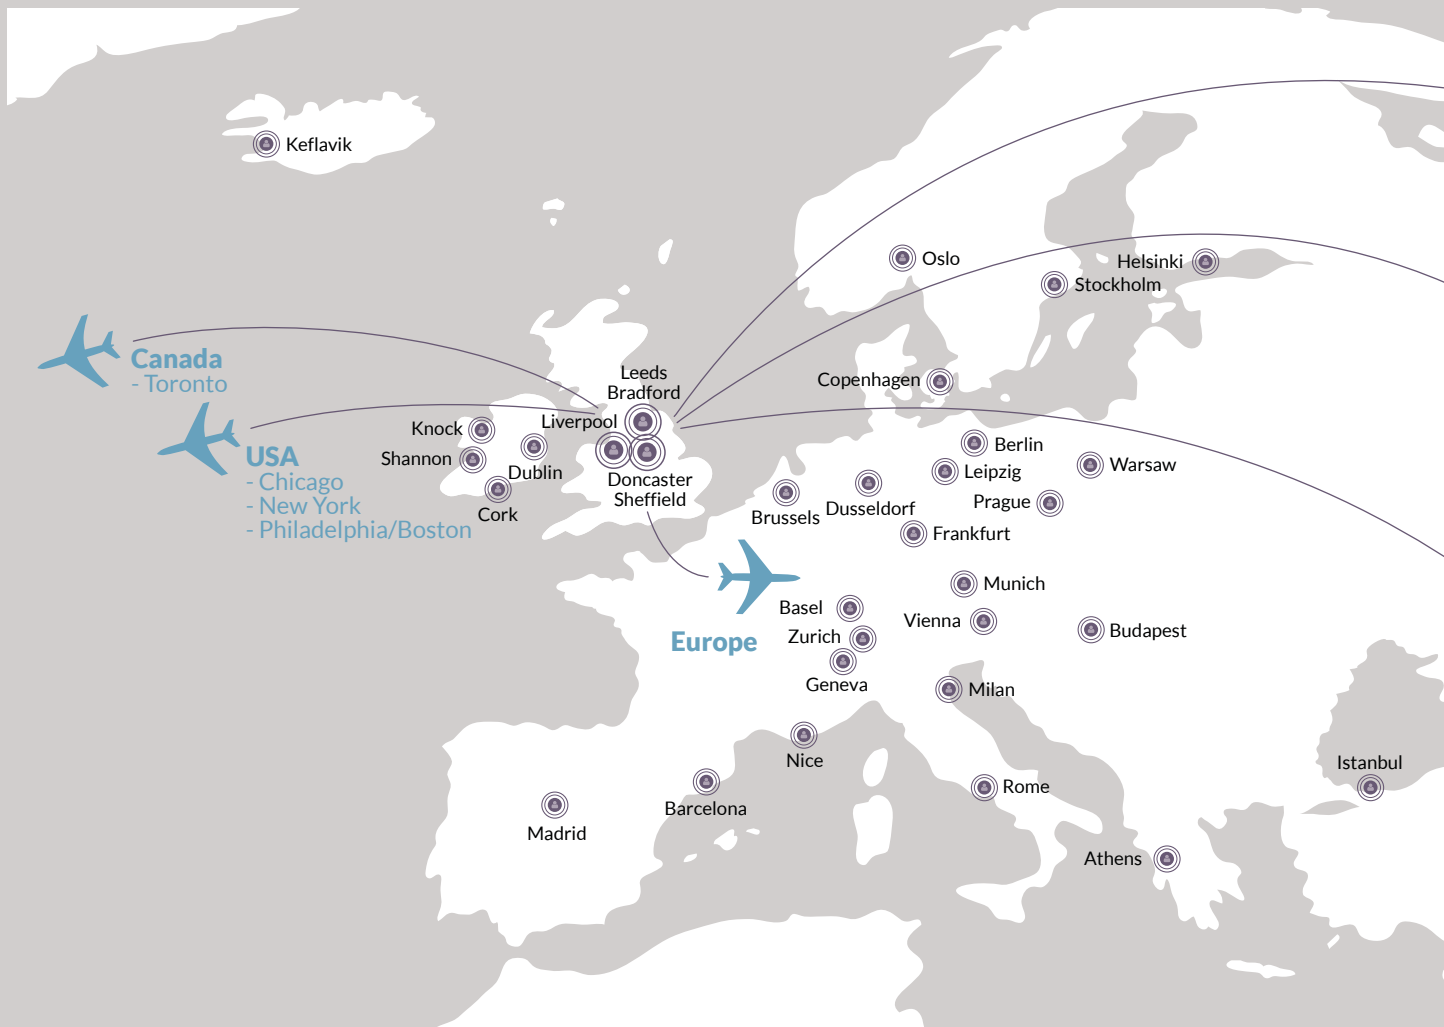 Keflavik
Oslo
Helsinki
Stockholm
Canada
- Toronto
USA
- Chicago
- New York
- Philadelphia/Boston
Leeds
Bradford
Liverpool
Doncaster
Sheffield
Knock
Shannon
Dublin
Cork
Copenhagen
Berlin
Leipzig
Warsaw
Prague
Brussels
Dusseldorf
Frankfurt
Europe
Munich
Basel
Vienna
Zurich
Budapest
Geneva
Milan
Nice
Istanbul
Rome
Barcelona
Madrid
Athens